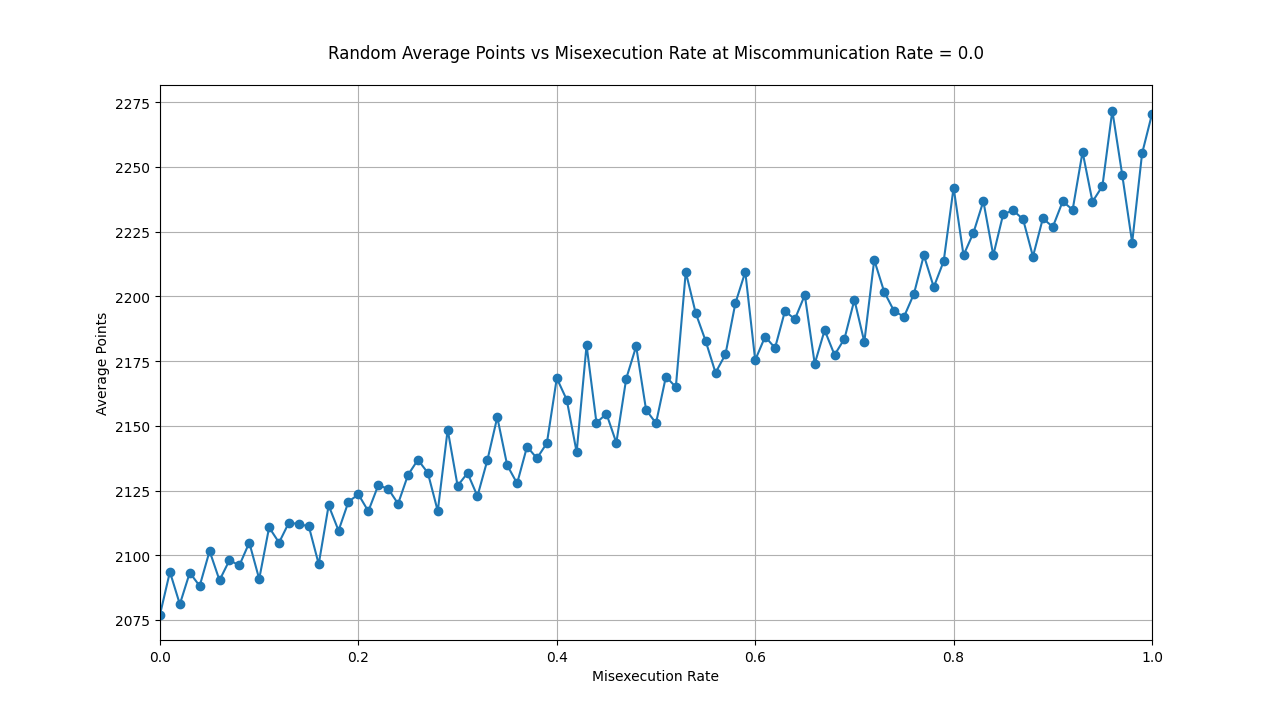 Random Average Points vs Misexecution Rate at Miscommunication Rate = 0.0
2275
2250
2225
2200
2175
2150
2125
2100
2075
Average Points
0.0 0.2 0.4 0.6 0.8 1.0
Misexecution Rate